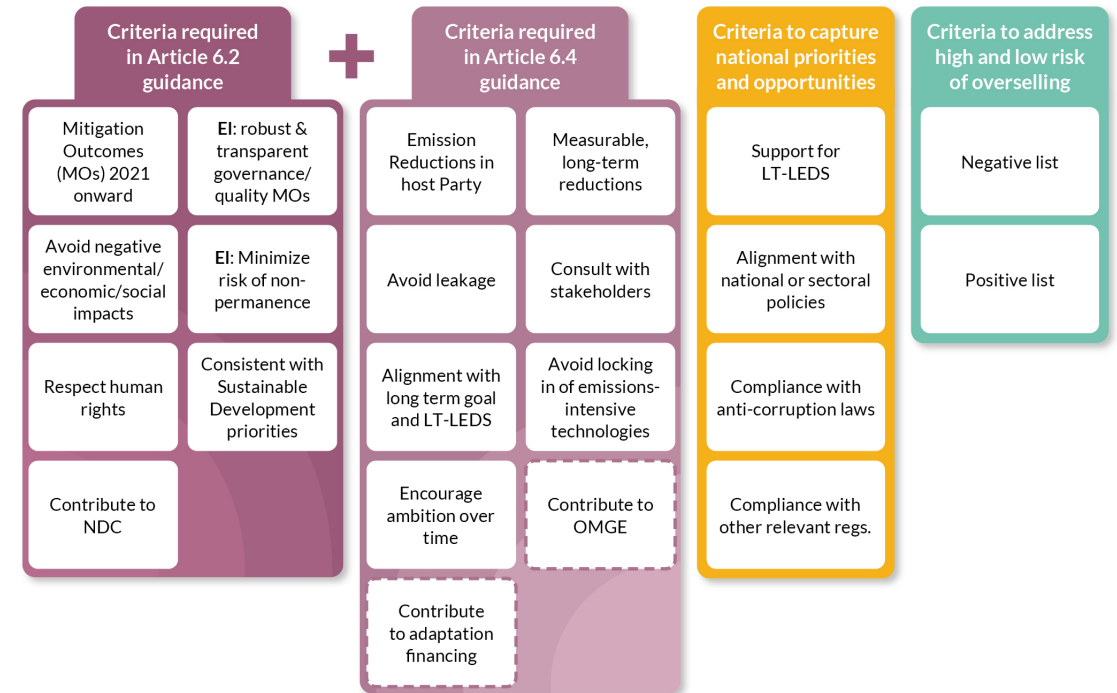 Criteria required
in Article 6.2
guidance
Mitigation
Outcomes
(MOs) 2021
onward
EI: robust &
transparent
governance/
quality MOs
Avoid negative
environmental/
economic/social
impacts
EI: Minimize
risk of non-
permanence
Respect human
rights
Consistent with
Sustainable
Development
priorities
Contribute to
NDC
+
Criteria required
in Article 6.4
guidance
Emission
Reductions in
host Party
Measurable,
long-term
reductions
Avoid leakage
Consult with
stakeholders
Alignment with
long term goal
and LT-LEDS
Avoid locking
in of emissions-
intensive
technologies
Encourage
ambition over
time
Contribute to
OMGE
Contribute
to adaptation
financing
Criteria to capture
national priorities
and opportunities
Support for
LT-LEDS
Alignment with
national or sectoral
policies
Compliance with
anti-corruption laws
Compliance with
other relevant regs.
Criteria to address
high and low risk
of overselling
Negative list
Positive list